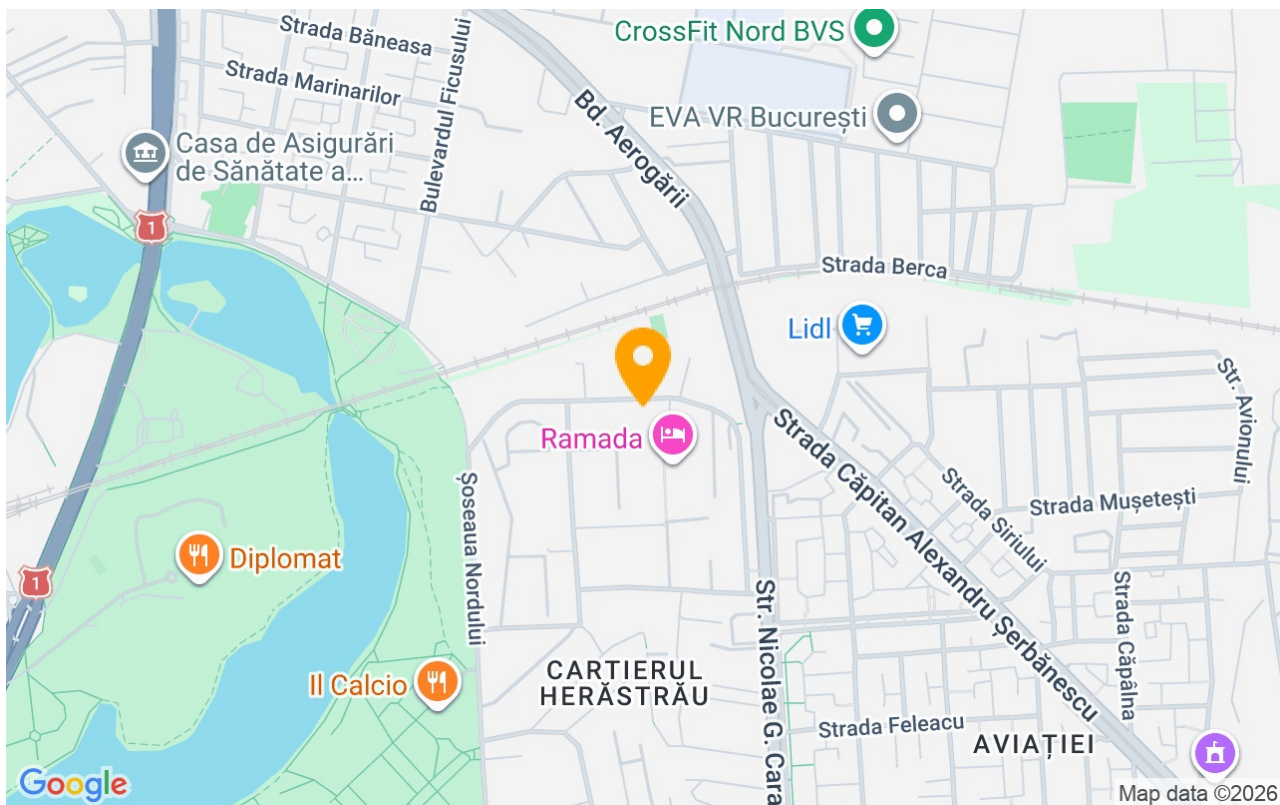 CrossFit Nord BVS
Strada Băneasa
Strada Marinarilor
Bulevardul Ficusului
Bd. Aerogării
EVA VR București
Casa de Asigurări
de Sănătate a...
1
Strada Berca
Lidl
Ramada
Str. Avionului
Șoseaua Nordului
Strada Căpitan Alexandru Șerbănescu
Strada Siriului
Strada Mușetești
Diplomat
1
Str. Nicolae G. Cara
Strada Căpâlna
Il Calcio
CARTIERUL
HERĂSTRĂU
Strada Feleacu
AVIAȚIEI
Google
Map data ©2026